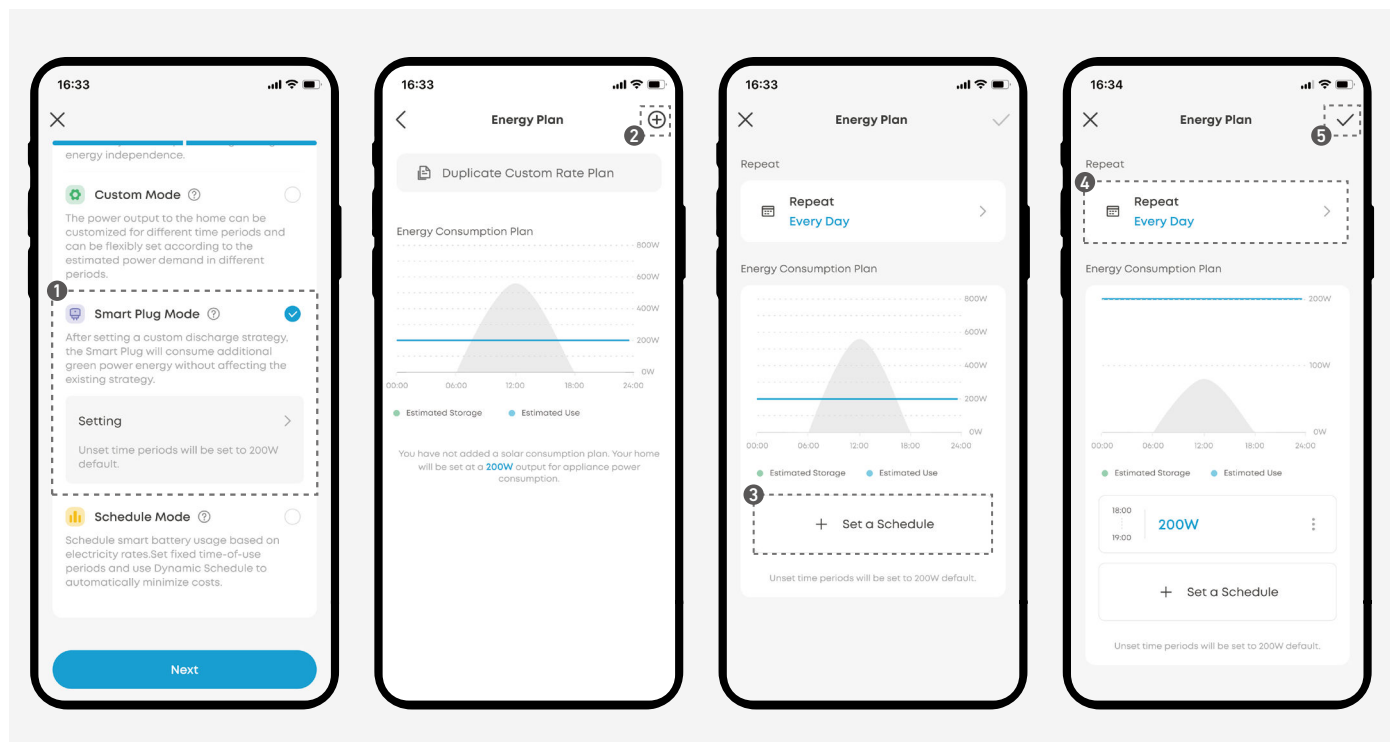 16:33
energy independence.
Custom Mode
The power output to the home can be
customized for different time periods and
can be flexibly set according to the
estimated power demand in different
periods.
1
Smart Plug Mode
After setting a custom discharge strategy,
the Smart Plug will consume additional
green power energy without affecting the
existing strategy.
Setting
Unset time periods will be set to 200W
default.
Schedule Mode
Schedule smart battery usage based on
electricity rates.Set fixed time-of-use
periods and use Dynamic Schedule to
automatically minimize costs.
Next
16:33
Energy Plan
2
Duplicate Custom Rate Plan
Energy Consumption Plan
800W
600W
400W
200W
0W
00:00 06:00 12:00 18:00 24:00
Estimated Storage Estimated Use
You have not added a solar consumption plan. Your home
will be set at a 200W output for appliance power
consumption.
16:33
Energy Plan
Repeat
Repeat
Every Day
Energy Consumption Plan
800W
600W
400W
200W
0W
00:00 06:00 12:00 18:00 24:00
Estimated Storage Estimated Use
3
+ Set a Schedule
Unset time periods will be set to 200W default.
16:34
Energy Plan
5
Repeat
4
Repeat
Every Day
Energy Consumption Plan
200W
100W
0W
00:00 06:00 12:00 18:00 24:00
Estimated Storage Estimated Use
18:00
200W
19:00
+ Set a Schedule
Unset time periods will be set to 200W default.